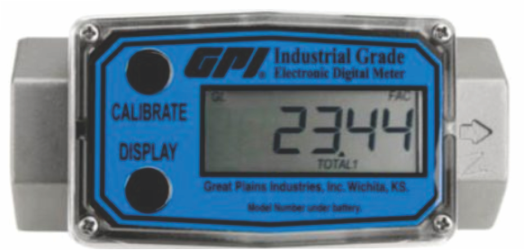 GPI® Industrial Grade
Electronic Digital Meter
CALIBRATE
GL FAC
23.44
TOTAL1
DISPLAY
Great Plains Industries, Inc. Wichita, KS.
Model Number under battery.